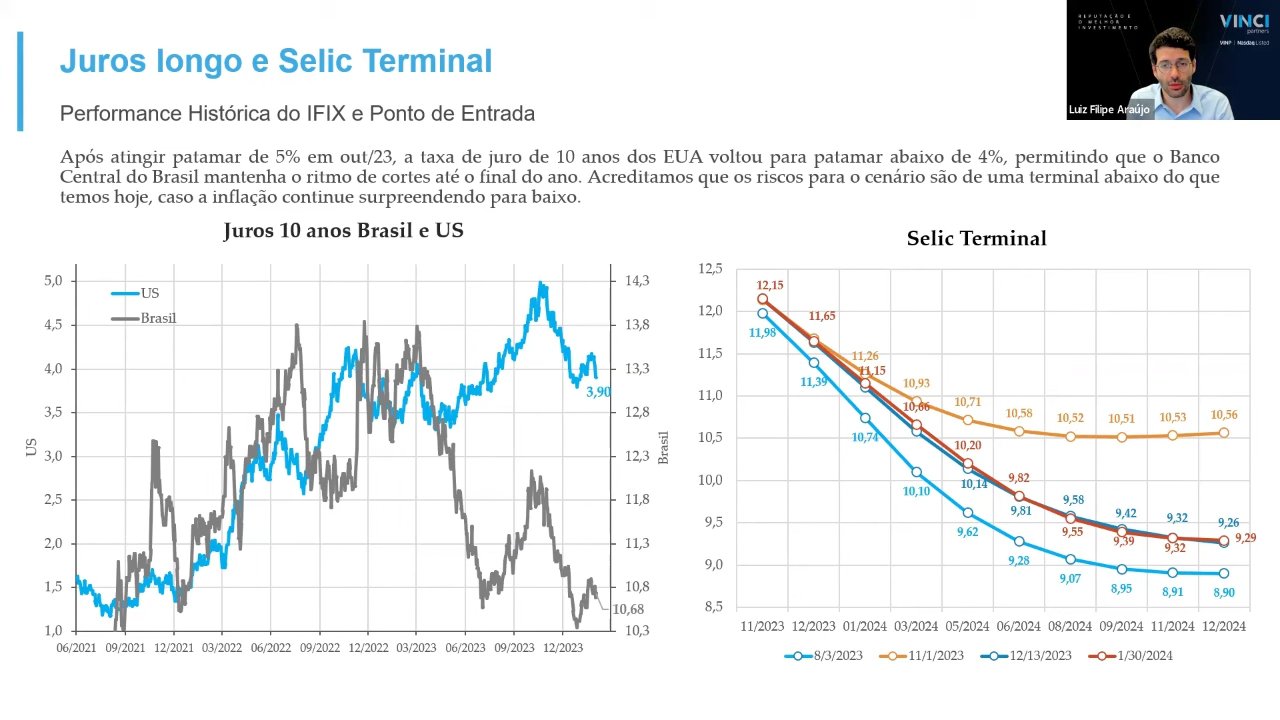 Juros longo e Selic Terminal
Performance Histórica do IFIX e Ponto de Entrada
REPUTAÇÃO É
O MELHOR
INVESTIMENTO
VINCI
partners
VINP | Nasdaq Listed
Luiz Filipe Araújo
Após atingir patamar de 5% em out/23, a taxa de juro de 10 anos dos EUA voltou para patamar abaixo de 4%, permitindo que o Banco
Central do Brasil mantenha o ritmo de cortes até o final do ano. Acreditamos que os riscos para o cenário são de uma terminal abaixo do que
temos hoje, caso a inflação continue surpreendendo para baixo.
Juros 10 anos Brasil e US
US
Brasil
5,0
4,5
4,0
3,5
3,0
2,5
2,0
1,5
1,0
US
14,3
13,8
13,3
12,8
12,3
11,8
11,3
10,8
10,3
Brasil
3,90
10,68
06/2021 09/2021 12/2021 03/2022 06/2022 09/2022 12/2022 03/2023 06/2023 09/2023 12/2023
Selic Terminal
12,5
12,0
11,5
11,0
10,5
10,0
9,5
9,0
8,5
12,15 11,65
11,26 10,93 10,71 10,58 10,52 10,51 10,53 10,56
11,15 10,66 10,20 9,82 9,55 9,39 9,32 9,29
10,14 9,81 9,58 9,42 9,32 9,26
11,98 11,39 10,74 10,10 9,62 9,28 9,07 8,95 8,91 8,90
11/2023 12/2023 01/2024 03/2024 05/2024 06/2024 08/2024 09/2024 11/2024 12/2024
8/3/2023 11/1/2023 12/13/2023 1/30/2024